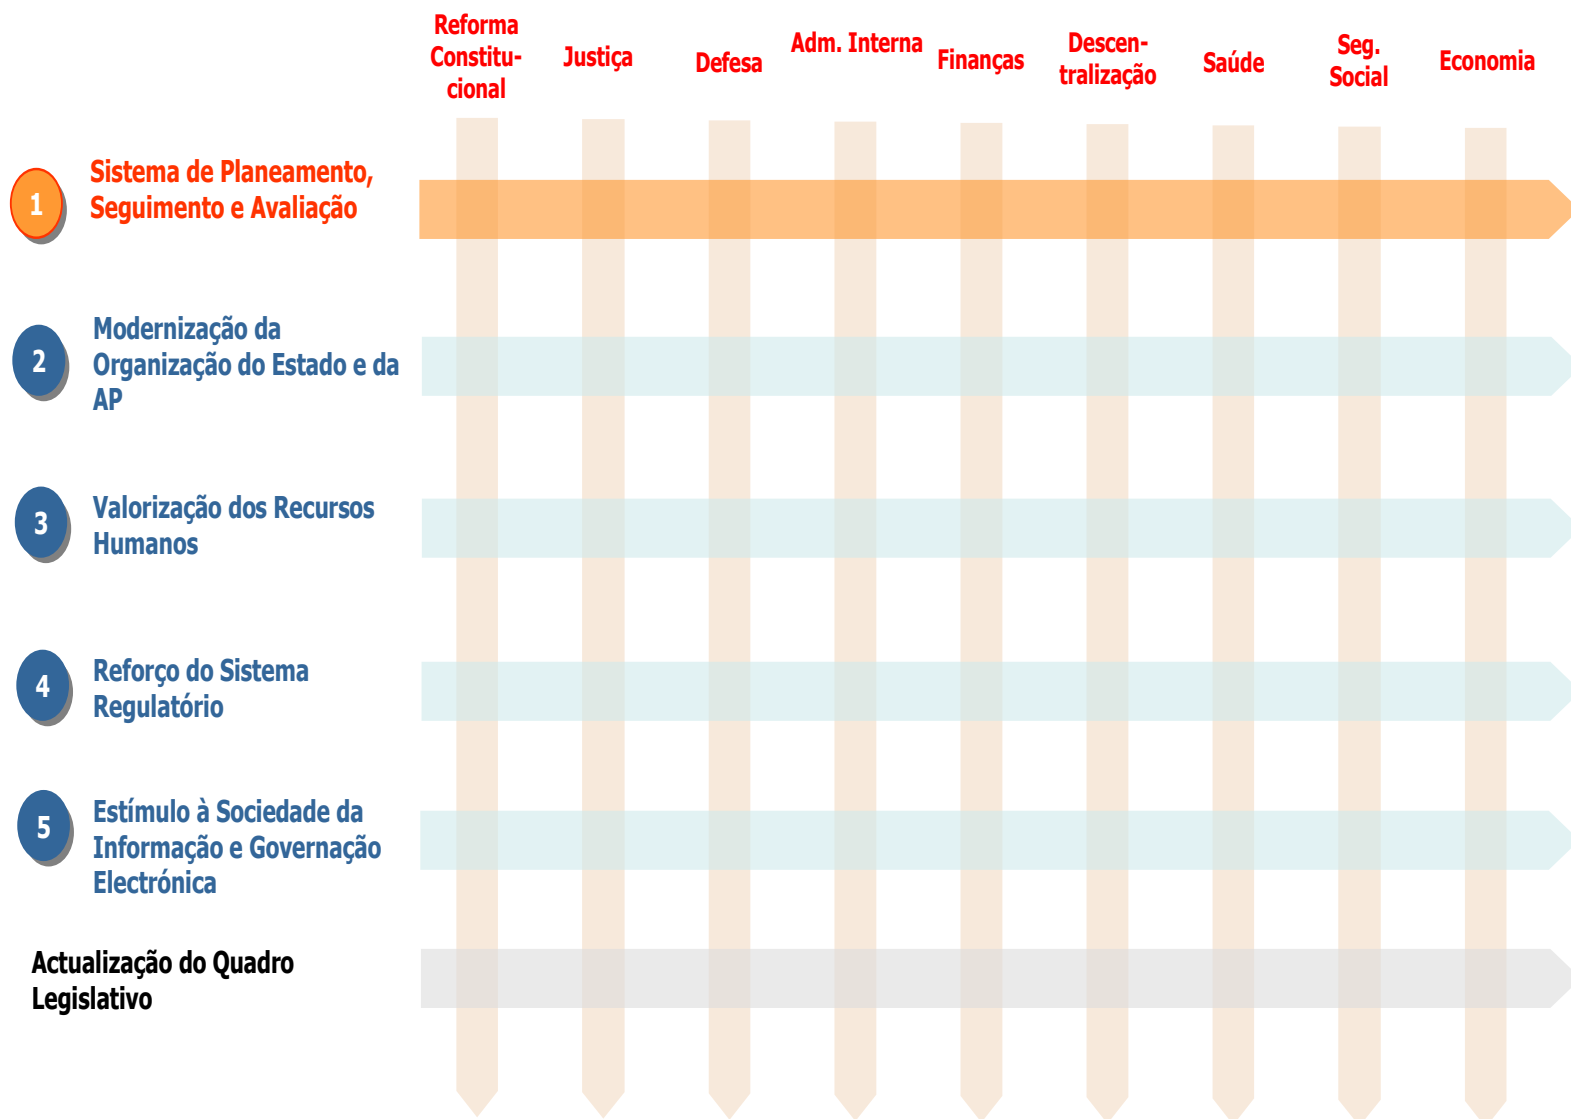 Reforma
Constitu-
cional
Justiça
Defesa
Adm. Interna
Finanças
Descen-
tralização
Saúde
Seg.
Social
Economia
1
Sistema de Planeamento,
Seguimento e Avaliação
2
Modernização da
Organização do Estado e da
AP
3
Valorização dos Recursos
Humanos
4
Reforço do Sistema
Regulatório
5
Estímulo à Sociedade da
Informação e Governação
Electrónica
Actualização do Quadro
Legislativo